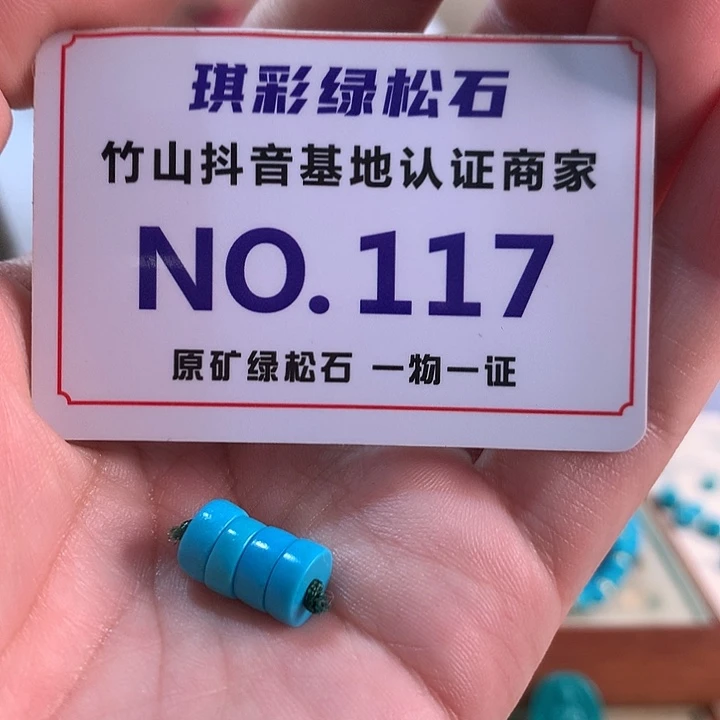 琪彩绿松石
竹山抖音基地认证商家
NO.117
原矿绿松石 一物一证